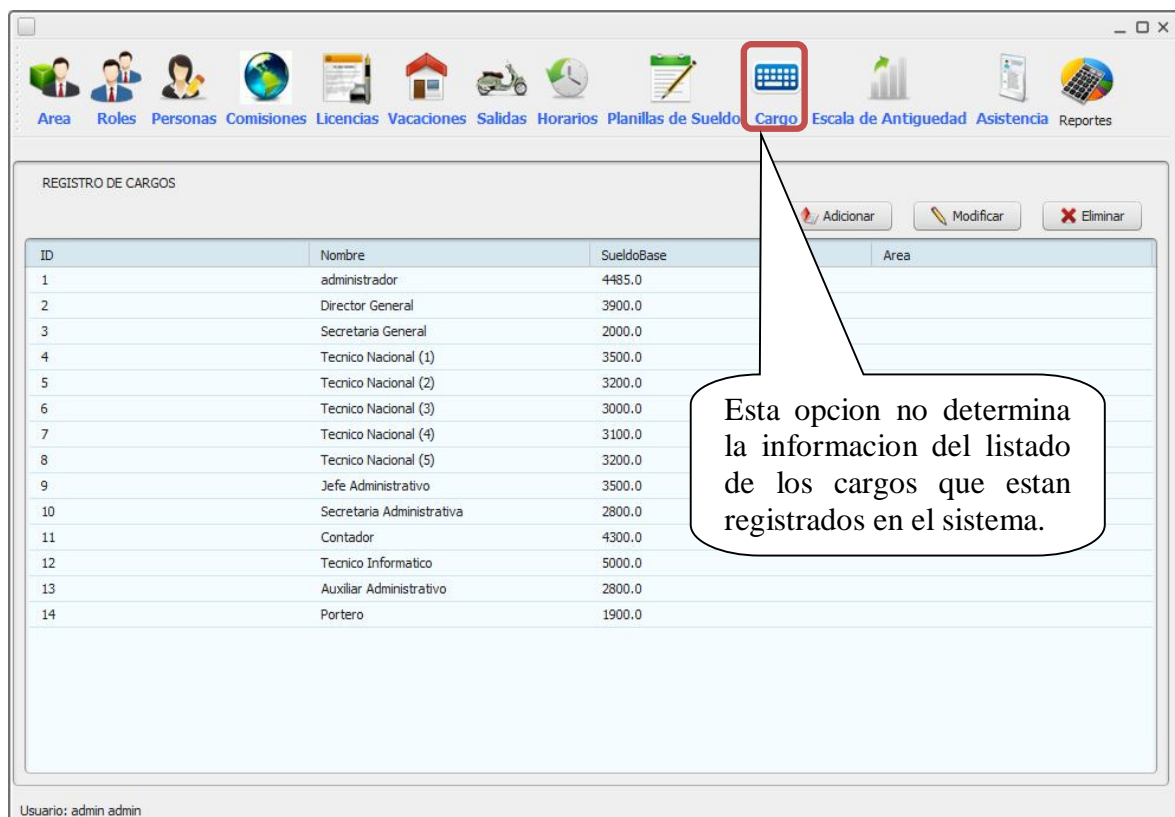 Area Roles Personas Comisiones Licencias Vacaciones Salidas Horarios Planillas de Sueldo Cargo Escala de Antiguedad Asistencia Reportes
REGISTRO DE CARGOS
Adicionar Modificar Eliminar
ID Nombre SueldoBase Area
1 administrador 4485.0
2 Director General 3900.0
3 Secretaria General 2000.0
4 Tecnico Nacional (1) 3500.0
5 Tecnico Nacional (2) 3200.0
6 Tecnico Nacional (3) 3000.0
7 Tecnico Nacional (4) 3100.0
8 Tecnico Nacional (5) 3200.0
9 Jefe Administrativo 3500.0
10 Secretaria Administrativa 2800.0
11 Contador 4300.0
12 Tecnico Informatico 5000.0
13 Auxiliar Administrativo 2800.0
14 Portero 1900.0
Esta opcion no determina
la informacion del listado
de los cargos que estan
registrados en el sistema.
Usuario: admin admin